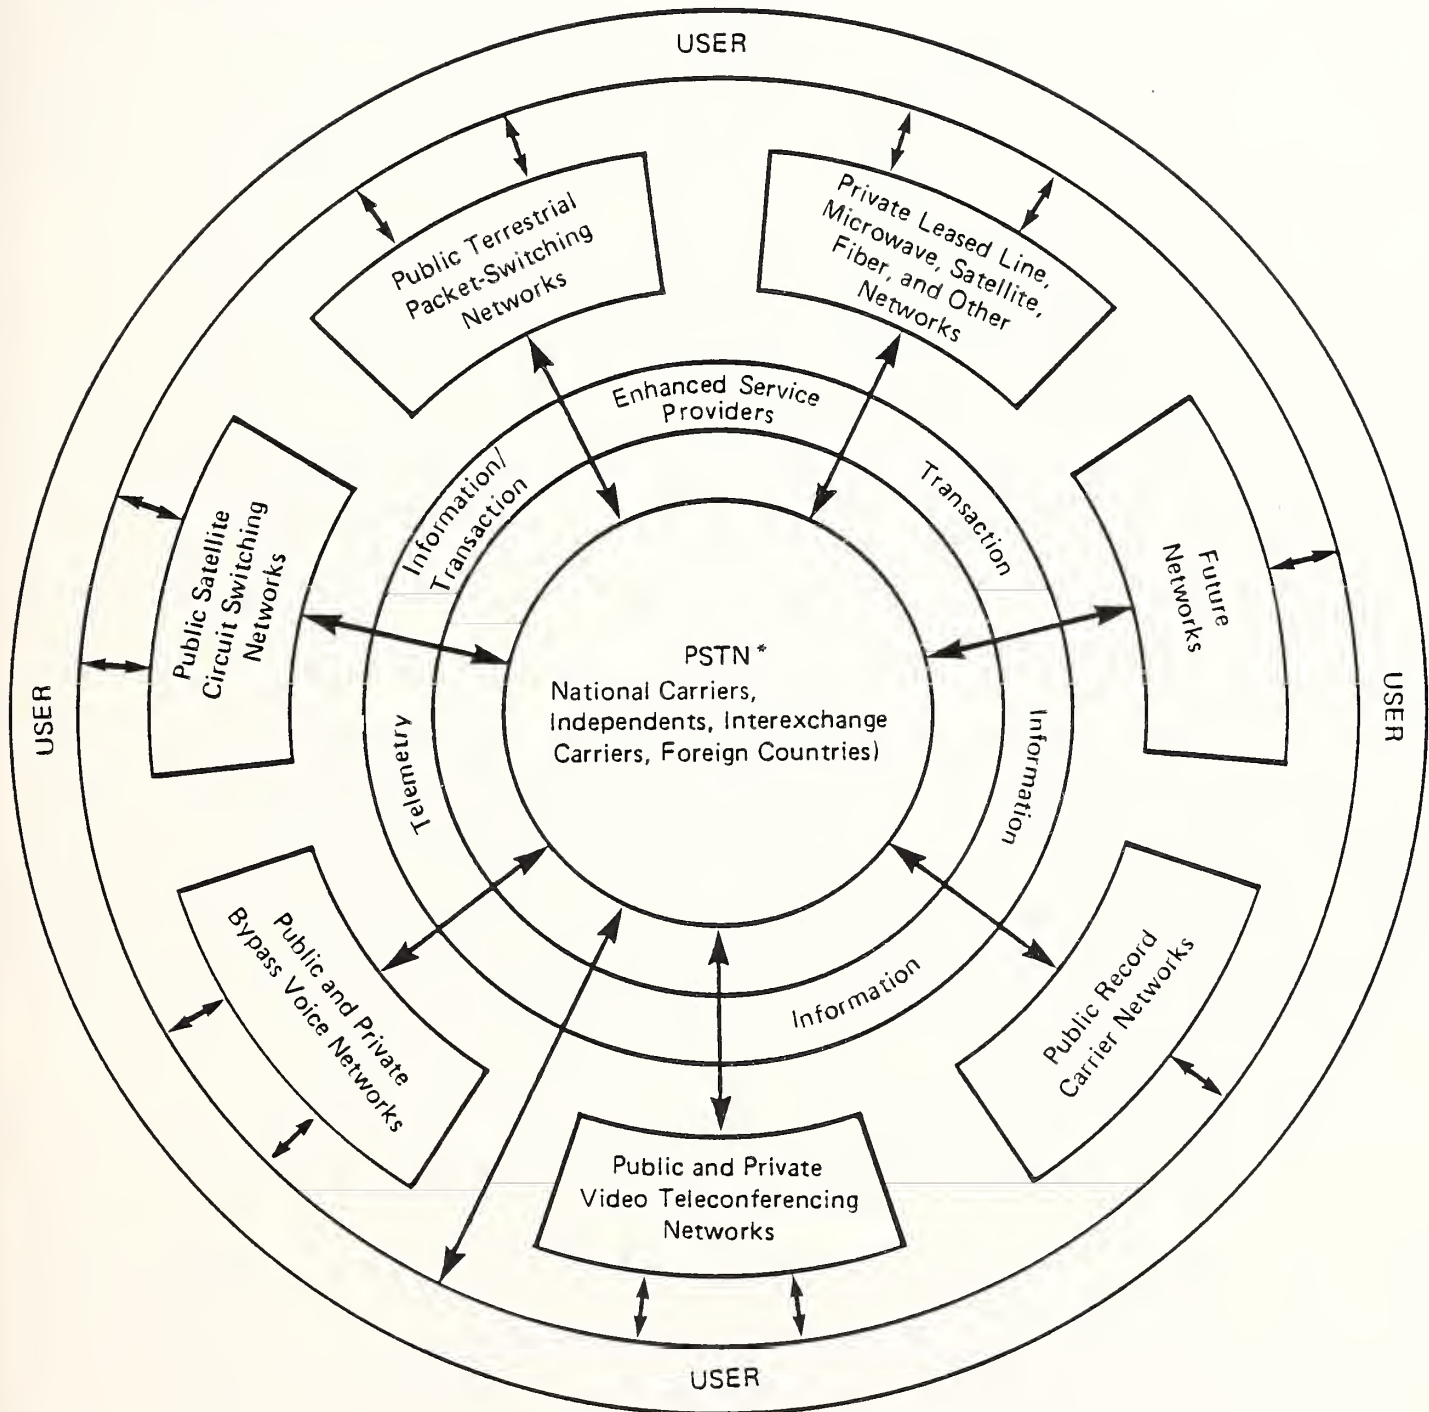 USER
Public Terrestrial
Packet-Switching
Networks
Private Leased Line,
Microwave, Satellite,
Fiber, and Other
Networks
Enhanced Service
Providers
Information/
Transaction
Transaction
Public Satellite
Circuit Switching
Networks
Future
Networks
PSTN*
National Carriers,
Independents, Interexchange
Carriers, Foreign Countries)
USER
USER
Telemetry
Information
Information
Public and Private
Bypass Voice Networks
Public Record
Carrier Networks
Public and Private
Video Teleconferencing
Networks
USER